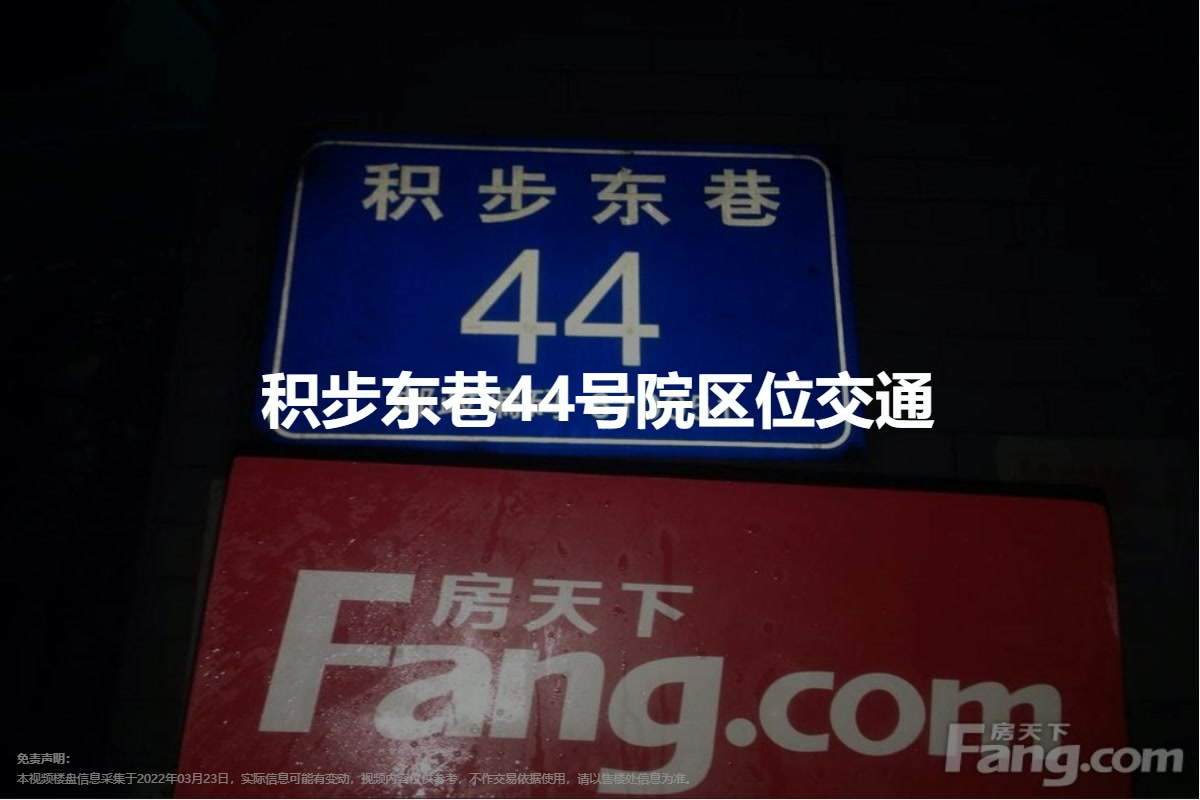 积步东巷
44
积步东巷44号院区位交通
房天下
Fang.com
房天下
Fang.com
免责声明：
本视频楼盘信息采集于2022年03月23日，实际信息可能有变动，视频内容仅供参考，不作交易依据使用，请以售楼处信息为准。